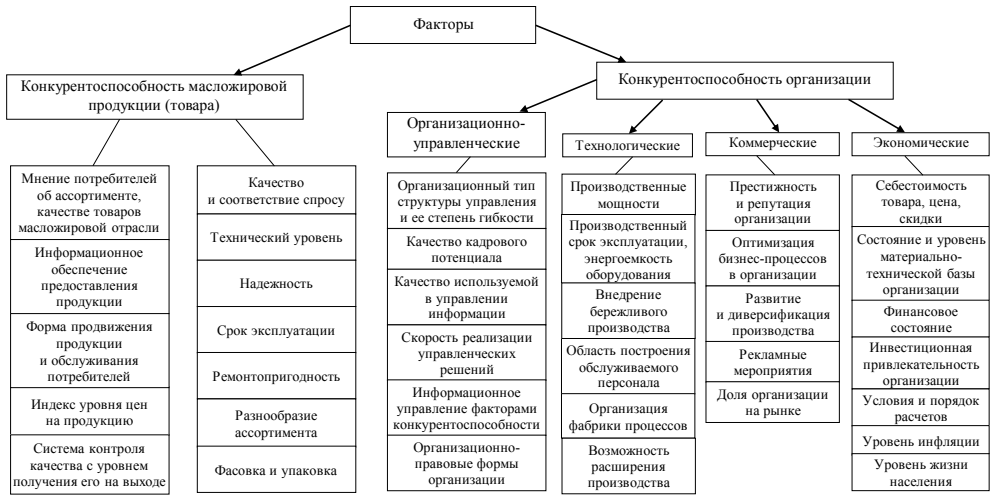 Факторы
Конкурентоспособность масложировой
продукции (товара)
Мнение потребителей
об ассортименте,
качестве товаров
масложировой отрасли
Информационное
обеспечение
предоставления
продукции
Форма продвижения
продукции
и обслуживания
потребителей
Индекс уровня цен
на продукцию
Система контроля
качества с уровнем
получения его на выходе
Качество
и соответствие спросу
Технический уровень
Надежность
Срок эксплуатации
Ремонтопригодность
Разнообразие
ассортимента
Фасовка и упаковка
Конкурентоспособность организации
Организационно-
управленческие
Организационный тип
структуры управления
и ее степень гибкости
Качество кадрового
потенциала
Качество используемой
в управлении
информации
Скорость реализации
управленческих
решений
Информационное
управление факторами
конкурентоспособности
Организационно-
правовые формы
организации
Технологические
Производственные
мощности
Производственный
срок эксплуатации,
энергоемкость
оборудования
Внедрение
бережливого
производства
Область построения
обслуживаемого
персонала
Организация
фабрики процессов
Возможность
расширения
производства
Коммерческие
Престижность
и репутация
организации
Оптимизация
бизнес-процессов
в организации
Развитие
и диверсификация
производства
Рекламные
мероприятия
Доля организации
на рынке
Экономические
Себестоимость
товара, цена,
скидки
Состояние и уровень
материально-
технической базы
организации
Финансовое
состояние
Инвестиционная
привлекательность
организации
Условия и порядок
расчетов
Уровень инфляции
Уровень жизни
населения